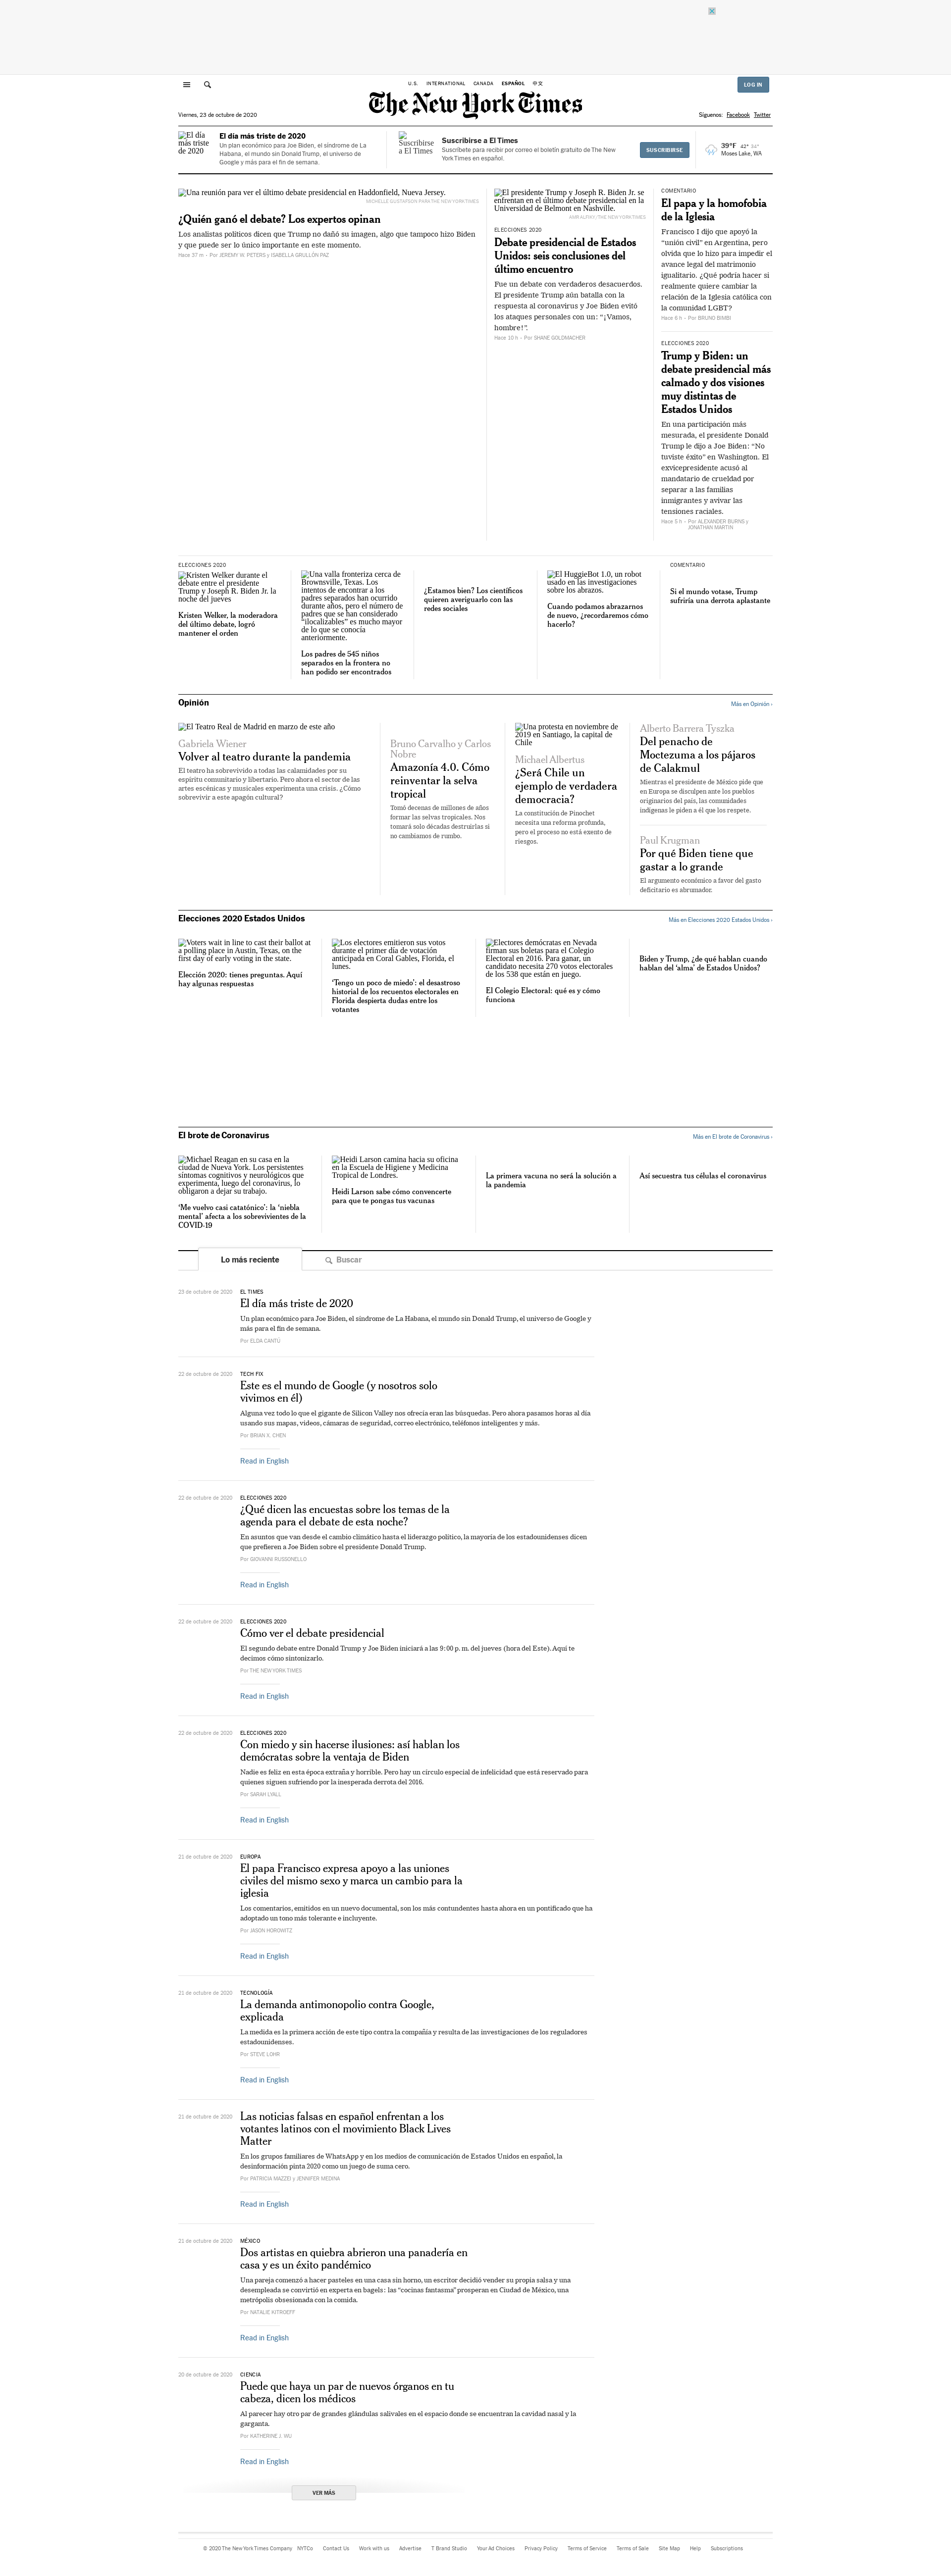 U.S.
INTERNATIONAL
CANADA
ESPAÑOL
中文
LOG IN
The New York Times
Viernes, 23 de octubre de 2020
Síguenos: Facebook Twitter
El día
más triste
de 2020
El día más triste de 2020
Un plan económico para Joe Biden, el síndrome de La
Habana, el mundo sin Donald Trump, el universo de
Google y más para el fin de semana.
Suscribirse
a El Times
Suscribirse a El Times
Suscríbete para recibir por correo el boletín gratuito de The New
York Times en español.
SUSCRIBIRSE
39°F 42° 34°
Moses Lake, WA
Una reunión para ver el último debate presidencial en Haddonfield, Nueva Jersey.
MICHELLE GUSTAFSON PARA THE NEW YORK TIMES
¿Quién ganó el debate? Los expertos opinan
Los analistas políticos dicen que Trump no dañó su imagen, algo que tampoco hizo Biden
y que puede ser lo único importante en este momento.
Hace 37 m - Por JEREMY W. PETERS y ISABELLA GRULLÓN PAZ
El presidente Trump y Joseph R. Biden Jr. se
enfrentan en el último debate presidencial en la
Universidad de Belmont en Nashville.
AMR ALFIKY/THE NEW YORK TIMES
ELECCIONES 2020
Debate presidencial de Estados
Unidos: seis conclusiones del
último encuentro
Fue un debate con verdaderos desacuerdos.
El presidente Trump aún batalla con la
respuesta al coronavirus y Joe Biden evitó
los ataques personales con un: “¡Vamos,
hombre!”.
Hace 10 h - Por SHANE GOLDMACHER
COMENTARIO
El papa y la homofobia
de la Iglesia
Francisco I dijo que apoyó la
“unión civil” en Argentina, pero
olvida que lo hizo para impedir el
avance legal del matrimonio
igualitario. ¿Qué podría hacer si
realmente quiere cambiar la
relación de la Iglesia católica con
la comunidad LGBT?
Hace 6 h - Por BRUNO BIMBI
ELECCIONES 2020
Trump y Biden: un
debate presidencial más
calmado y dos visiones
muy distintas de
Estados Unidos
En una participación más
mesurada, el presidente Donald
Trump le dijo a Joe Biden: “No
tuviste éxito” en Washington. El
exvicepresidente acusó al
mandatario de crueldad por
separar a las familias
inmigrantes y avivar las
tensiones raciales.
Hace 5 h - Por ALEXANDER BURNS y
JONATHAN MARTIN
ELECCIONES 2020
Kristen Welker durante el
debate entre el presidente
Trump y Joseph R. Biden Jr. la
noche del jueves
Kristen Welker, la moderadora
del último debate, logró
mantener el orden
Una valla fronteriza cerca de
Brownsville, Texas. Los
intentos de encontrar a los
padres separados han ocurrido
durante años, pero el número de
padres que se han considerado
“ilocalizables” es mucho mayor
de lo que se conocía
anteriormente.
Los padres de 545 niños
separados en la frontera no
han podido ser encontrados
¿Estamos bien? Los científicos
quieren averiguarlo con las
redes sociales
El HuggieBot 1.0, un robot
usado en las investigaciones
sobre los abrazos.
Cuando podamos abrazarnos
de nuevo, ¿recordaremos cómo
hacerlo?
COMENTARIO
Si el mundo votase, Trump
sufriría una derrota aplastante
Opinión
Más en Opinión ›
El Teatro Real de Madrid en marzo de este año
Gabriela Wiener
Volver al teatro durante la pandemia
El teatro ha sobrevivido a todas las calamidades por su
espíritu comunitario y libertario. Pero ahora el sector de las
artes escénicas y musicales experimenta una crisis. ¿Cómo
sobrevivir a este apagón cultural?
Bruno Carvalho y Carlos
Nobre
Amazonía 4.0. Cómo
reinventar la selva
tropical
Tomó decenas de millones de años
formar las selvas tropicales. Nos
tomará solo décadas destruirlas si
no cambiamos de rumbo.
Una protesta en noviembre de
2019 en Santiago, la capital de
Chile
Michael Albertus
¿Será Chile un
ejemplo de verdadera
democracia?
La constitución de Pinochet
necesita una reforma profunda,
pero el proceso no está exento de
riesgos.
Alberto Barrera Tyszka
Del penacho de
Moctezuma a los pájaros
de Calakmul
Mientras el presidente de México pide que
en Europa se disculpen ante los pueblos
originarios del país, las comunidades
indígenas le piden a él que los respete.
Paul Krugman
Por qué Biden tiene que
gastar a lo grande
El argumento económico a favor del gasto
deficitario es abrumador.
Elecciones 2020 Estados Unidos
Más en Elecciones 2020 Estados Unidos ›
Voters wait in line to cast their ballot at
a polling place in Austin, Texas, on the
first day of early voting in the state.
Elección 2020: tienes preguntas. Aquí
hay algunas respuestas
Los electores emitieron sus votos
durante el primer día de votación
anticipada en Coral Gables, Florida, el
lunes.
‘Tengo un poco de miedo’: el desastroso
historial de los recuentos electorales en
Florida despierta dudas entre los
votantes
Electores demócratas en Nevada
firman sus boletas para el Colegio
Electoral en 2016. Para ganar, un
candidato necesita 270 votos electorales
de los 538 que están en juego.
El Colegio Electoral: qué es y cómo
funciona
Biden y Trump, ¿de qué hablan cuando
hablan del ‘alma’ de Estados Unidos?
El brote de Coronavirus
Más en El brote de Coronavirus ›
Michael Reagan en su casa en la
ciudad de Nueva York. Los persistentes
síntomas cognitivos y neurológicos que
experimenta, luego del coronavirus, lo
obligaron a dejar su trabajo.
‘Me vuelvo casi catatónico’: la ‘niebla
mental’ afecta a los sobrevivientes de la
COVID-19
Heidi Larson camina hacia su oficina
en la Escuela de Higiene y Medicina
Tropical de Londres.
Heidi Larson sabe cómo convencerte
para que te pongas tus vacunas
La primera vacuna no será la solución a
la pandemia
Así secuestra tus células el coronavirus
Lo más reciente
Buscar
23 de octubre de 2020
EL TIMES
El día más triste de 2020
Un plan económico para Joe Biden, el síndrome de La Habana, el mundo sin Donald Trump, el universo de Google y
más para el fin de semana.
Por ELDA CANTÚ
22 de octubre de 2020
TECH FIX
Este es el mundo de Google (y nosotros solo
vivimos en él)
Alguna vez todo lo que el gigante de Silicon Valley nos ofrecía eran las búsquedas. Pero ahora pasamos horas al día
usando sus mapas, videos, cámaras de seguridad, correo electrónico, teléfonos inteligentes y más.
Por BRIAN X. CHEN
Read in English
22 de octubre de 2020
ELECCIONES 2020
¿Qué dicen las encuestas sobre los temas de la
agenda para el debate de esta noche?
En asuntos que van desde el cambio climático hasta el liderazgo político, la mayoría de los estadounidenses dicen
que prefieren a Joe Biden sobre el presidente Donald Trump.
Por GIOVANNI RUSSONELLO
Read in English
22 de octubre de 2020
ELECCIONES 2020
Cómo ver el debate presidencial
El segundo debate entre Donald Trump y Joe Biden iniciará a las 9:00 p. m. del jueves (hora del Este). Aquí te
decimos cómo sintonizarlo.
Por THE NEW YORK TIMES
Read in English
22 de octubre de 2020
ELECCIONES 2020
Con miedo y sin hacerse ilusiones: así hablan los
demócratas sobre la ventaja de Biden
Nadie es feliz en esta época extraña y horrible. Pero hay un círculo especial de infelicidad que está reservado para
quienes siguen sufriendo por la inesperada derrota del 2016.
Por SARAH LYALL
Read in English
21 de octubre de 2020
EUROPA
El papa Francisco expresa apoyo a las uniones
civiles del mismo sexo y marca un cambio para la
iglesia
Los comentarios, emitidos en un nuevo documental, son los más contundentes hasta ahora en un pontificado que ha
adoptado un tono más tolerante e incluyente.
Por JASON HOROWITZ
Read in English
21 de octubre de 2020
TECNOLOGÍA
La demanda antimonopolio contra Google,
explicada
La medida es la primera acción de este tipo contra la compañía y resulta de las investigaciones de los reguladores
estadounidenses.
Por STEVE LOHR
Read in English
21 de octubre de 2020
Las noticias falsas en español enfrentan a los
votantes latinos con el movimiento Black Lives
Matter
En los grupos familiares de WhatsApp y en los medios de comunicación de Estados Unidos en español, la
desinformación pinta 2020 como un juego de suma cero.
Por PATRICIA MAZZEI y JENNIFER MEDINA
Read in English
21 de octubre de 2020
MÉXICO
Dos artistas en quiebra abrieron una panadería en
casa y es un éxito pandémico
Una pareja comenzó a hacer pasteles en una casa sin horno, un escritor decidió vender su propia salsa y una
desempleada se convirtió en experta en bagels: las “cocinas fantasma” prosperan en Ciudad de México, una
metrópolis obsesionada con la comida.
Por NATALIE KITROEFF
Read in English
20 de octubre de 2020
CIENCIA
Puede que haya un par de nuevos órganos en tu
cabeza, dicen los médicos
Al parecer hay otro par de grandes glándulas salivales en el espacio donde se encuentran la cavidad nasal y la
garganta.
Por KATHERINE J. WU
Read in English
VER MÁS
© 2020 The New York Times Company
NYTCo
Contact Us
Work with us
Advertise
T Brand Studio
Your Ad Choices
Privacy Policy
Terms of Service
Terms of Sale
Site Map
Help
Subscriptions